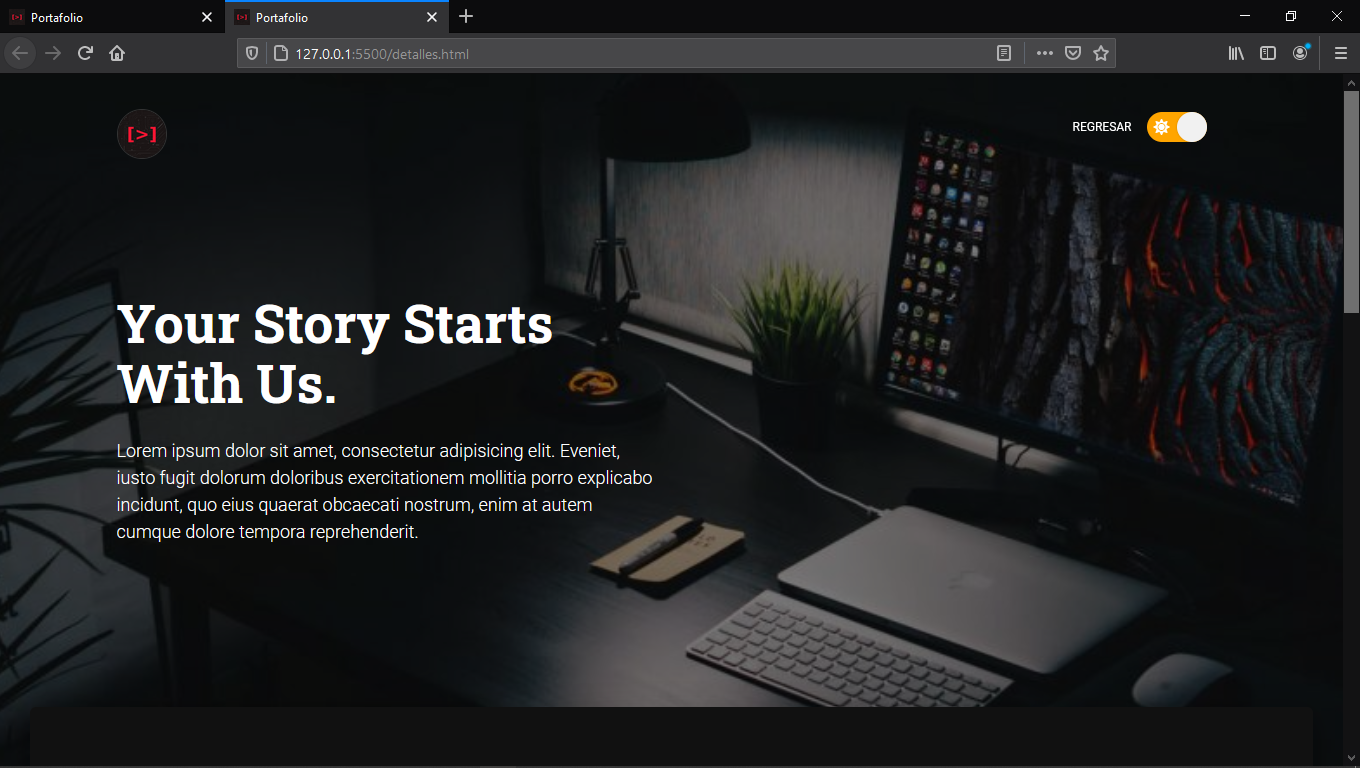 Portafolio
Portafolio
127.0.0.1:5500/detalles.html
[>]
REGRESAR
Your Story Starts
With Us.
Lorem ipsum dolor sit amet, consectetur adipisicing elit. Eveniet,
iusto fugit dolorum doloribus exercitationem mollitia porro explicabo
incidunt, quo eius quaerat obcaecati nostrum, enim at autem
cumque dolore tempora reprehenderit.